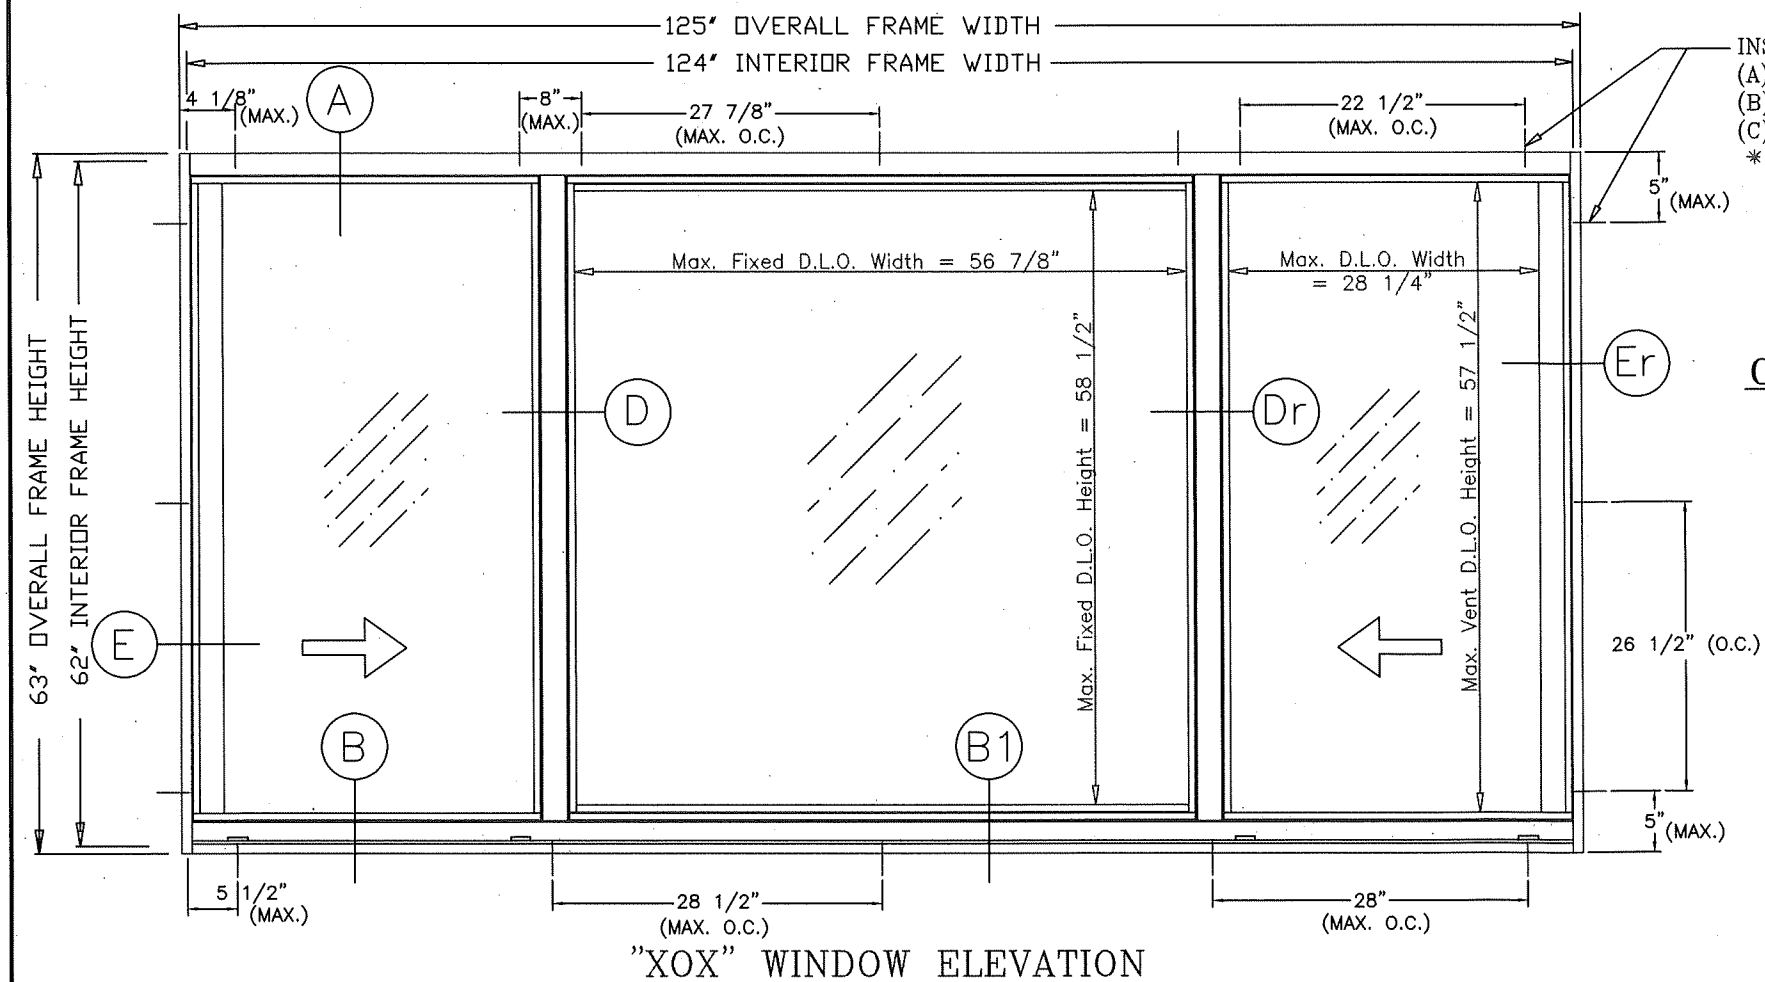 125" OVERALL FRAME WIDTH
124" INTERIOR FRAME WIDTH
4 1/8"
(MAX.)
A
8"
(MAX.)
27 7/8"
(MAX. O.C.)
22 1/2"
(MAX. O.C.)
(A)
(B)
(C)
*
5"
(MAX.)
Max. Fixed D.L.O. Width = 56 7/8"
Max. D.L.O. Width
= 28 1/4"
63" OVERALL FRAME HEIGHT
62" INTERIOR FRAME HEIGHT
D
Max. Fixed D.L.O. Height = 58 1/2"
Dr
Max. Vent D.L.O. Height = 57 1/2"
Er
E
26 1/2" (O.C.)
B
B1
5"
(MAX.)
5 1/2"
(MAX.)
28 1/2"
(MAX. O.C.)
28"
(MAX. O.C.)
"XOX" WINDOW ELEVATION